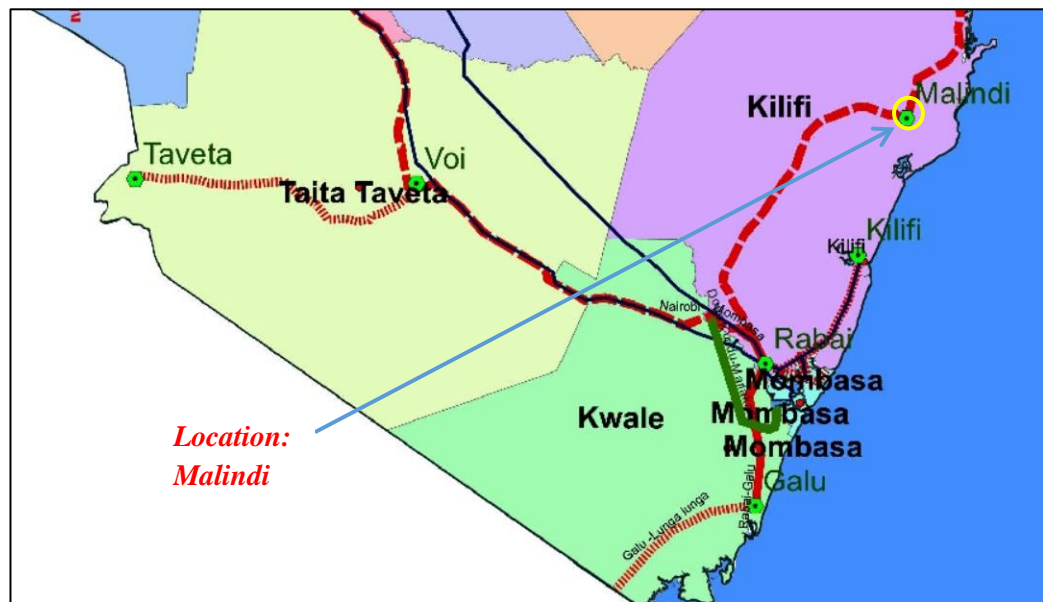 Malindi
Kilifi
Taveta
Voi
Taita Taveta
Kilifi
Kilifi
Nairobi
Rabai
Mombasa
Kwale
Mombasa
Mombasa
Location:
Malindi
Galu
Rabai-Galu
Galu -Lunga lunga